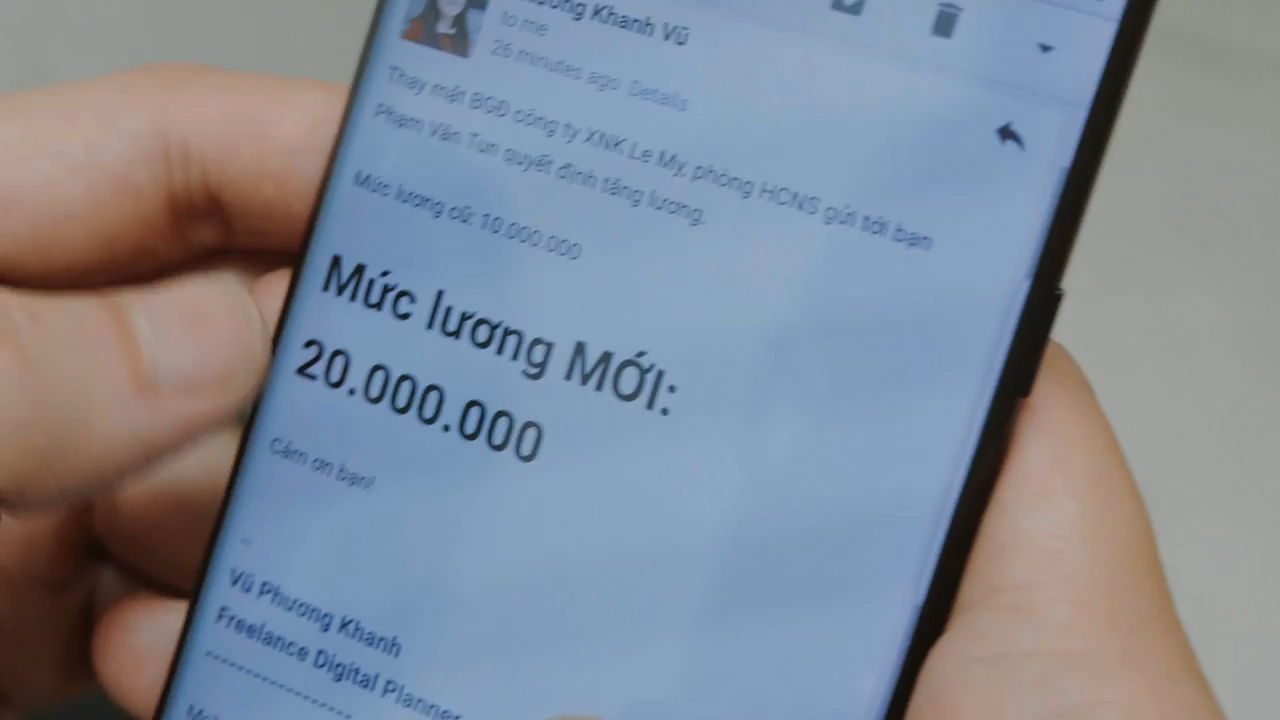 Phương Khanh Vũ
to me
26 minutes ago Details
Thay mặt BGĐ công ty XNK Le My, phòng HCNS gửi tới bạn
Phạm Văn Tun quyết định tăng lương.
Mức lương cũ: 10.000.000
Mức lương MỚI:
20.000.000
Cảm ơn bạn!
--
Vũ Phương Khanh
Freelance Digital Planner
--------------------